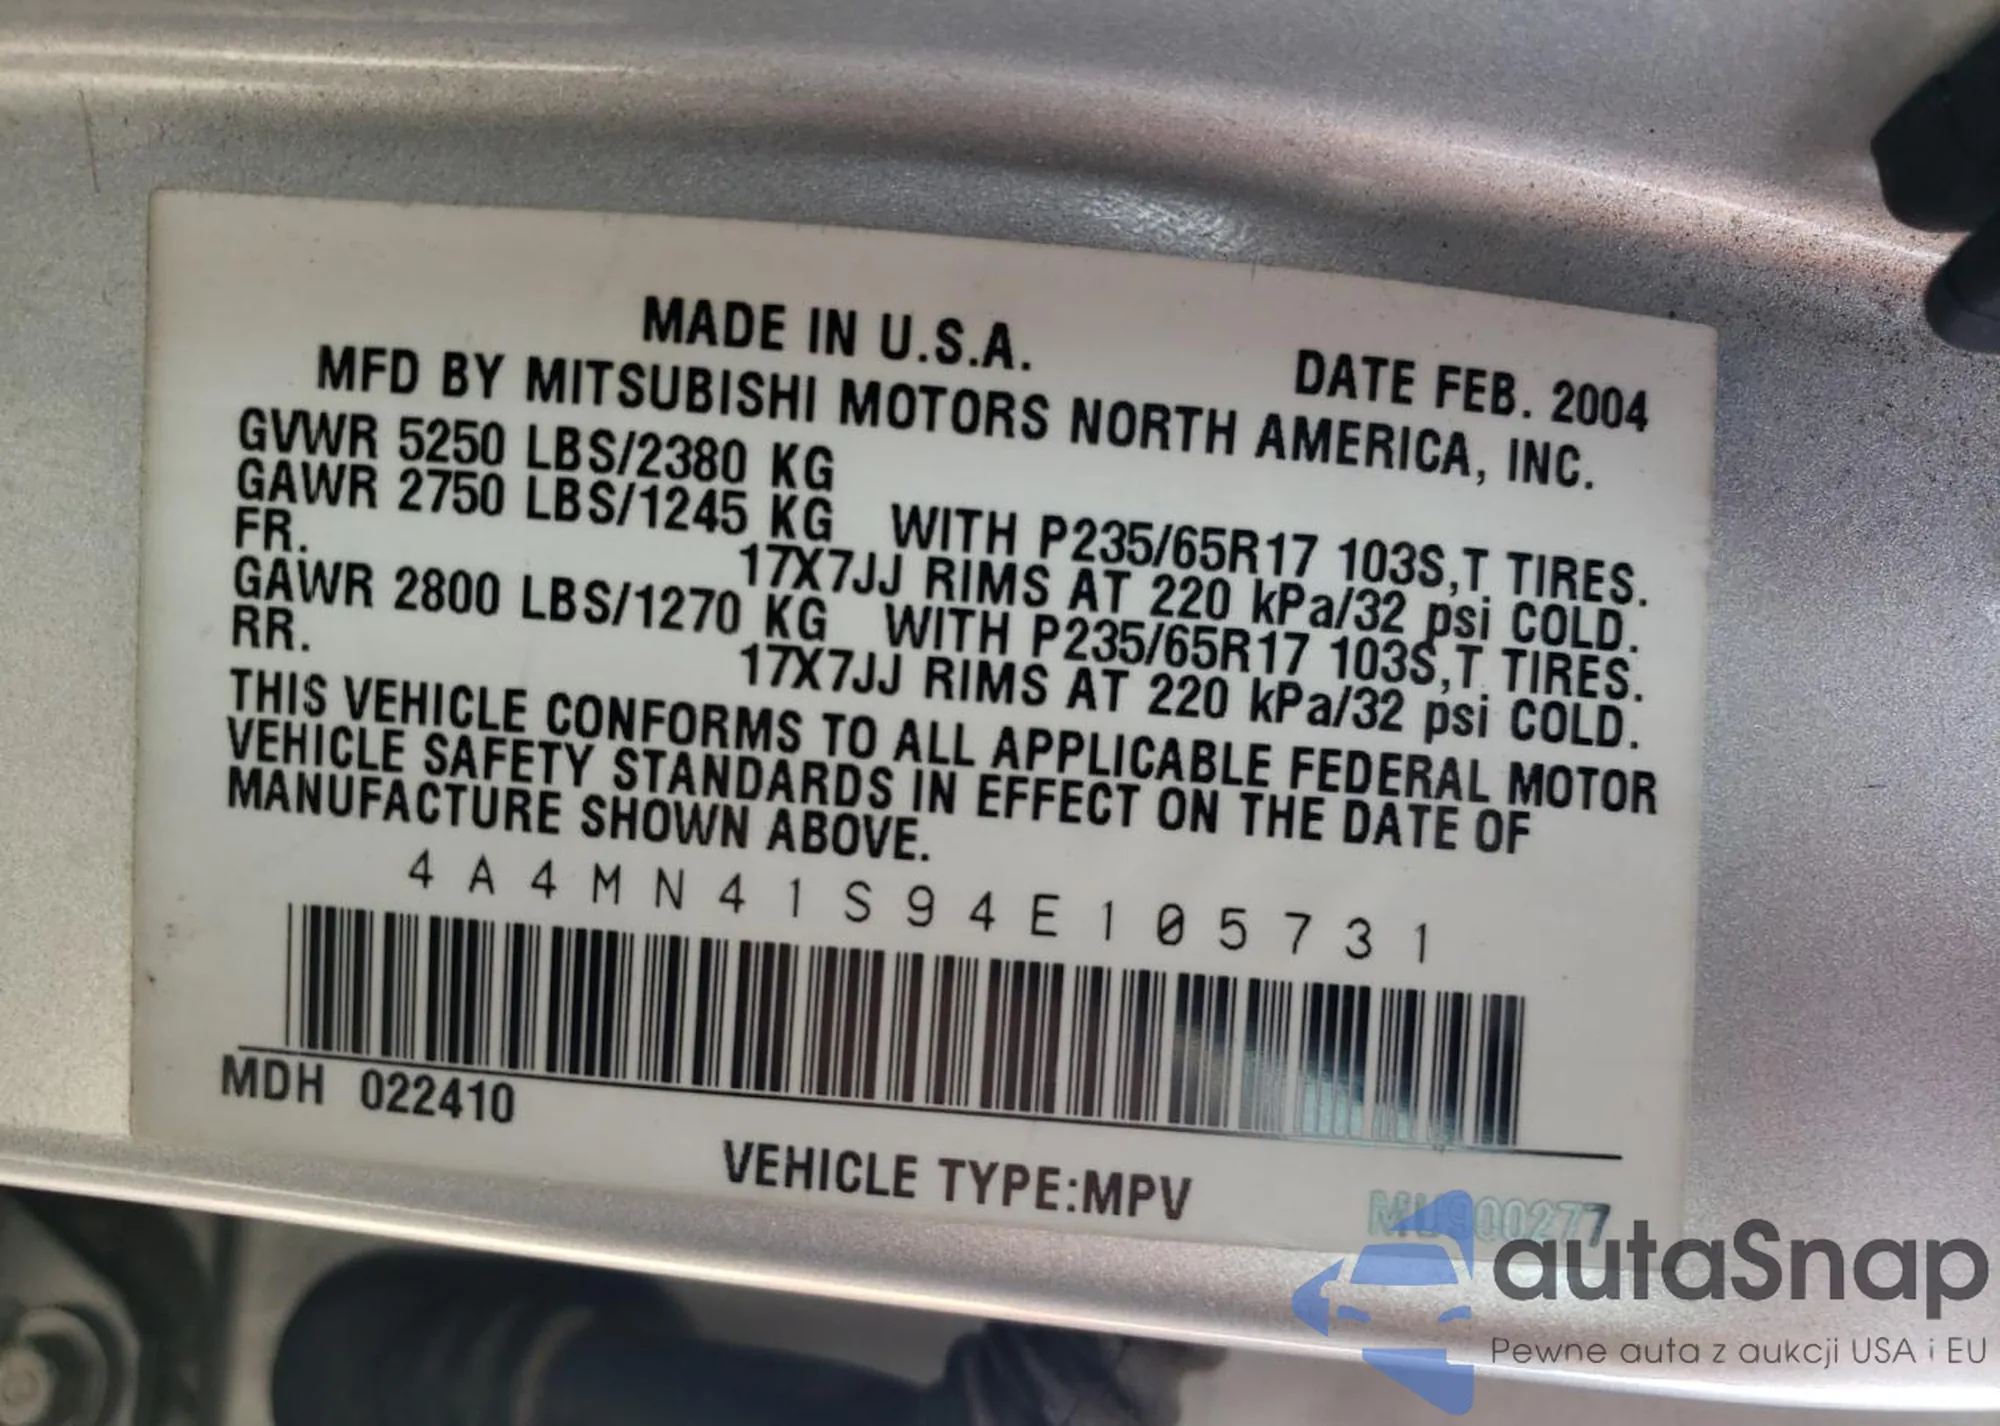 MADE IN U.S.A.
DATE FEB. 2004
MFD BY MITSUBISHI MOTORS NORTH AMERICA, INC.
GVWR 5250 LBS/2380 KG
GAWR 2750 LBS/1245 KG WITH P235/65R17 103S,T TIRES.
FR. 17X7JJ RIMS AT 220 kPa/32 psi COLD.
GAWR 2800 LBS/1270 KG WITH P235/65R17 103S,T TIRES.
RR. 17X7JJ RIMS AT 220 kPa/32 psi COLD.
THIS VEHICLE CONFORMS TO ALL APPLICABLE FEDERAL MOTOR
VEHICLE SAFETY STANDARDS IN EFFECT ON THE DATE OF
MANUFACTURE SHOWN ABOVE.
4A4MN41S94E105731
MDH 022410
VEHICLE TYPE:MPV
MU900277
autaSnap
Pewne auta z aukcji USA i EU